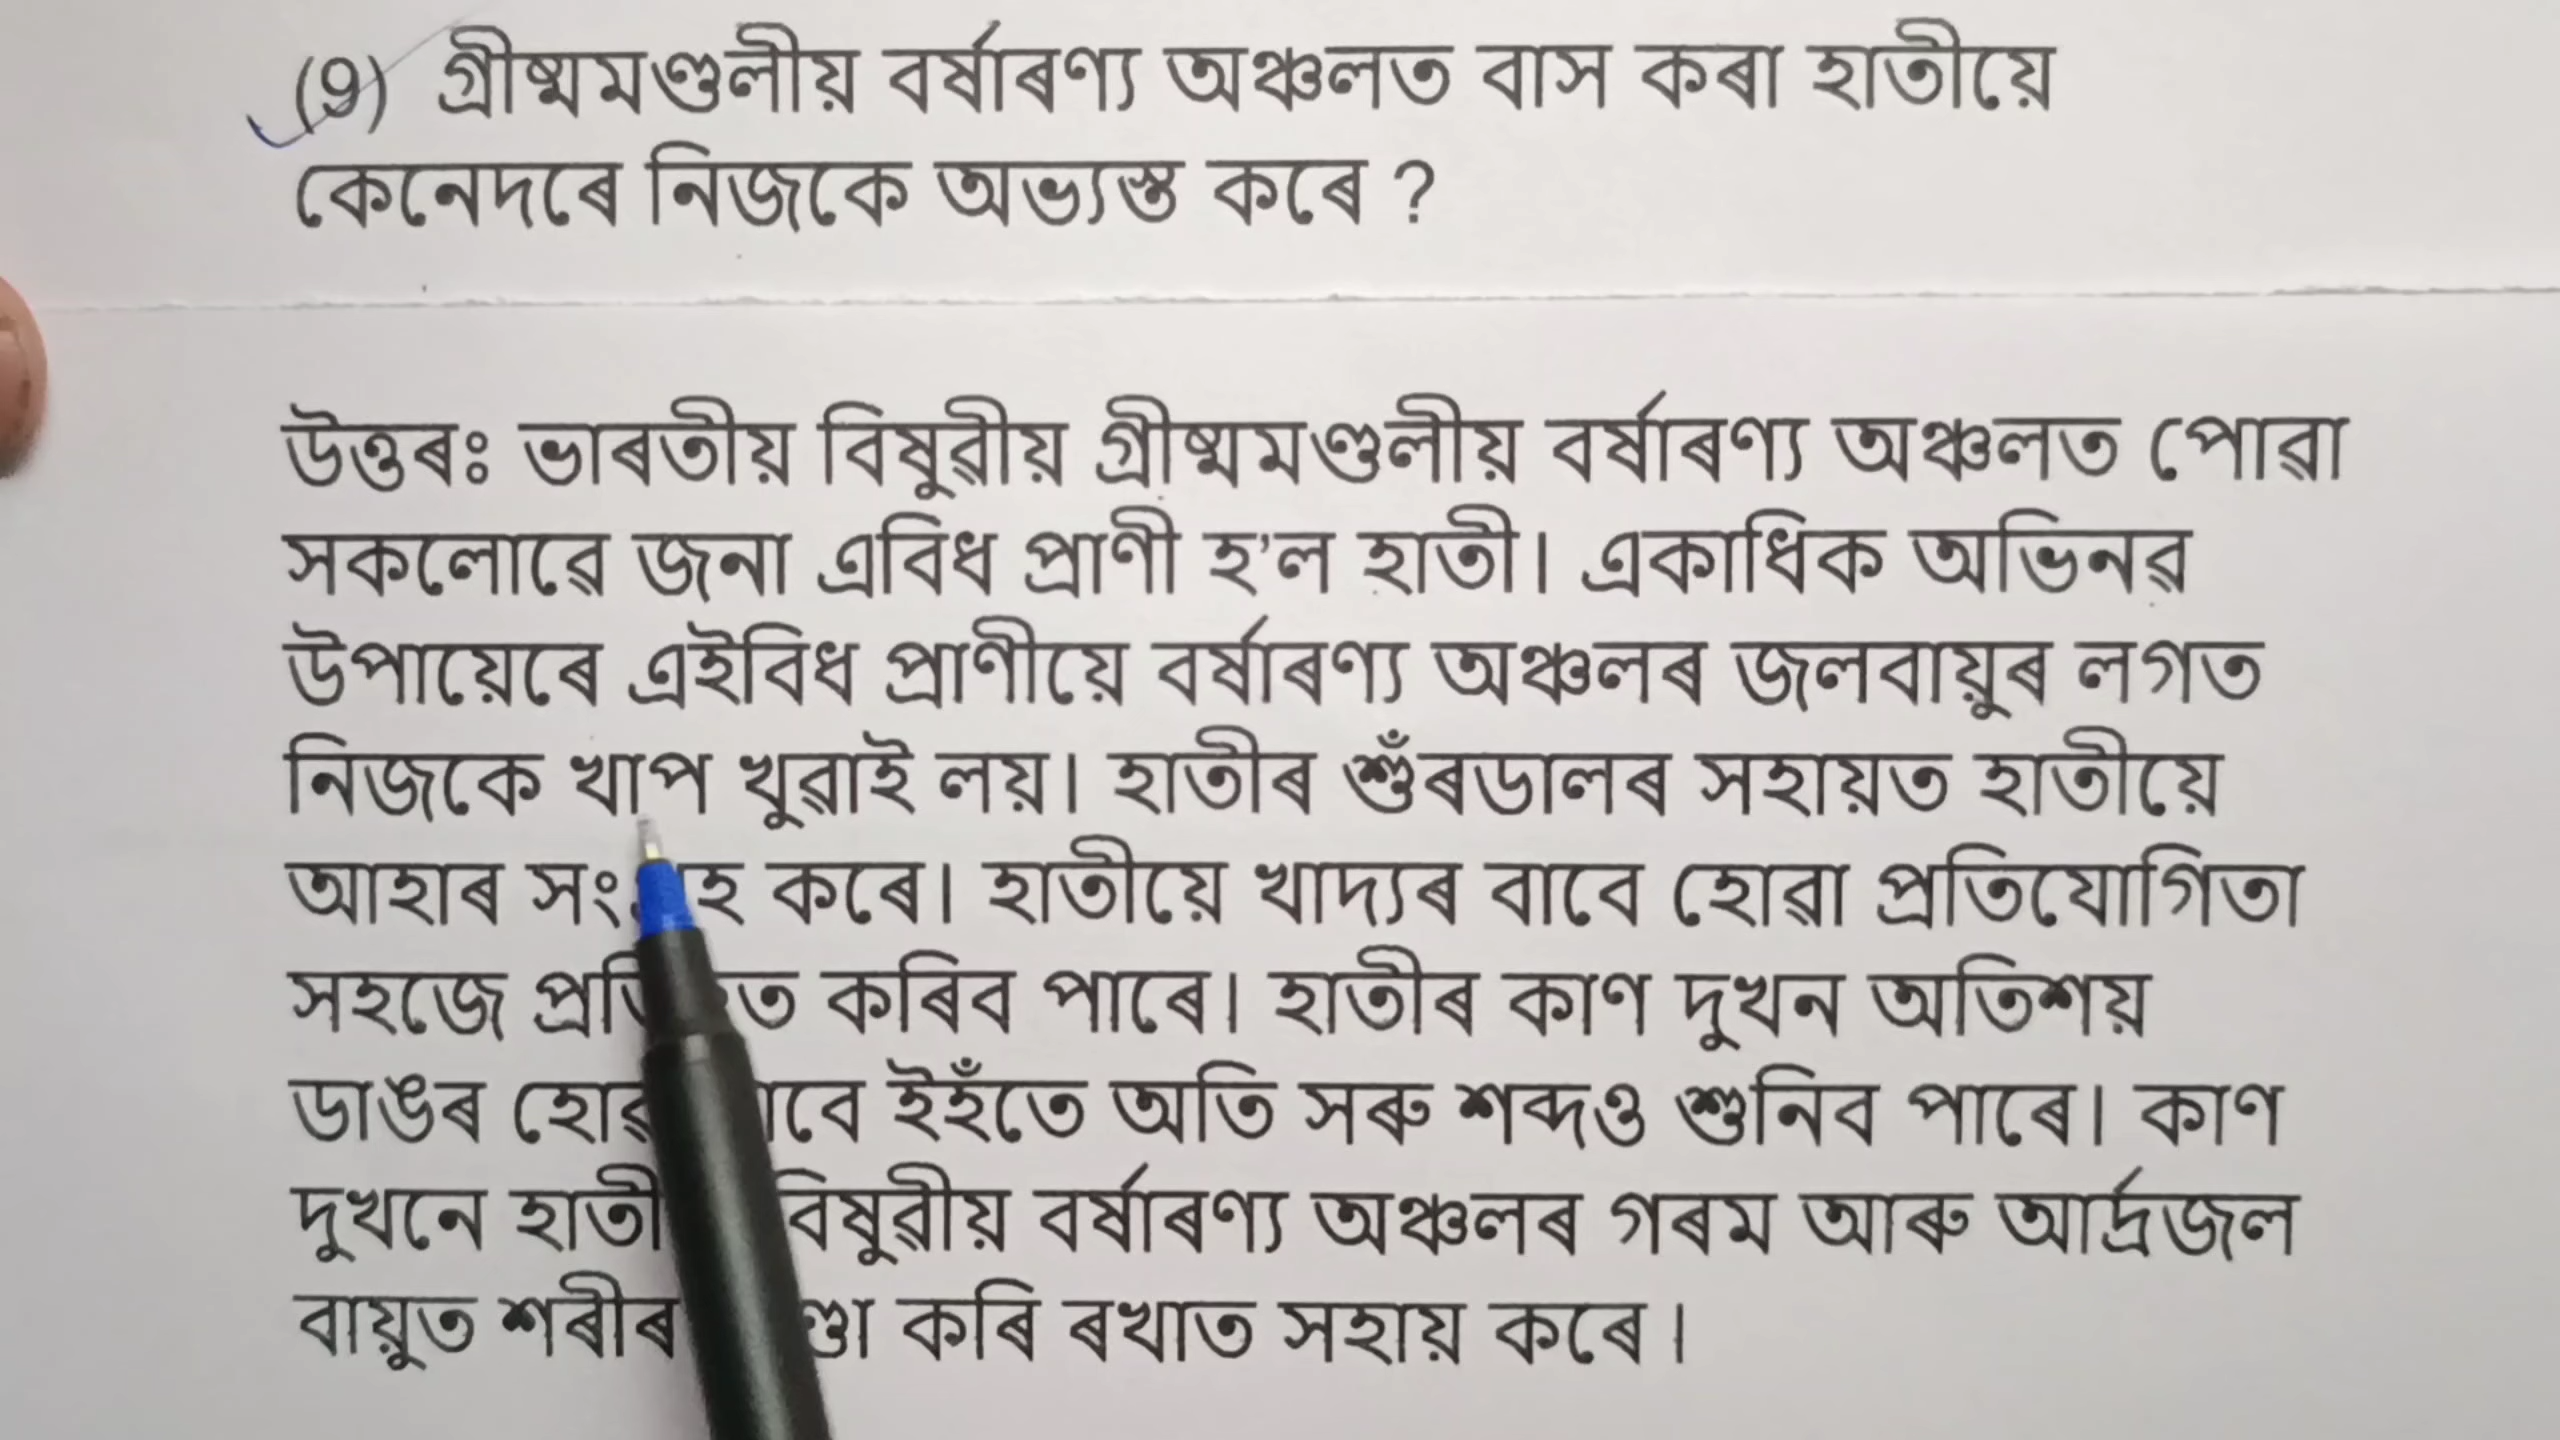 (9) গ্ৰীষ্মমণ্ডলীয় বৰ্ষাৰণ্য অঞ্চলত বাস কৰা হাতীয়ে
কেনেদৰে নিজকে অভ্যস্ত কৰে ?
উত্তৰঃ ভাৰতীয় বিষুৱীয় গ্ৰীষ্মমণ্ডলীয় বৰ্ষাৰণ্য অঞ্চলত পোৱা
সকলোৱে জনা এবিধ প্ৰাণী হ'ল হাতী। একাধিক অভিনৱ
উপায়েৰে এইবিধ প্ৰাণীয়ে বৰ্ষাৰণ্য অঞ্চলৰ জলবায়ুৰ লগত
নিজকে খাপ খুৱাই লয়। হাতীৰ শুঁৰডালৰ সহায়ত হাতীয়ে
আহাৰ কৰে। হাতীয়ে খাদ্যৰ বাবে হোৱা প্ৰতিযোগিতা
সহজে কৰিব পাৰে। হাতীৰ কাণ দুখন অতিশয়
ডাঙৰ ইহঁতে অতি সৰু শব্দও শুনিব পাৰে। কাণ
দুখনে বিষুৱীয় বৰ্ষাৰণ্য অঞ্চলৰ গৰম আৰু আৰ্দ্ৰজল
বায়ুত শৰীৰ কৰি ৰখাত সহায় কৰে।